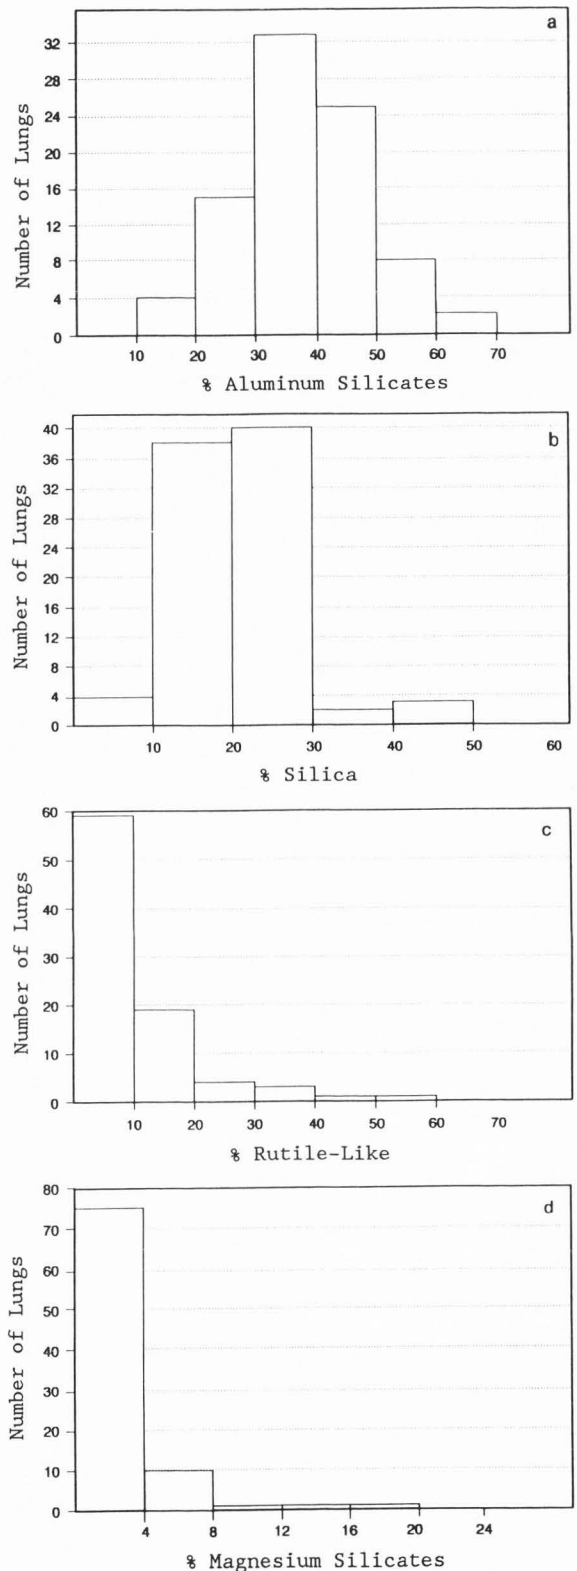 a
32
28
24
20
16
12
8
4
0
Number of Lungs
10 20 30 40 50 60 70
% Aluminum Silicates
b
40
36
32
28
24
20
16
12
8
4
0
Number of Lungs
10 20 30 40 50 60
% Silica
c
60
50
40
30
20
10
0
Number of Lungs
10 20 30 40 50 60 70
% Rutile-Like
d
80
70
60
50
40
30
20
10
0
Number of Lungs
4 8 12 16 20 24
% Magnesium Silicates